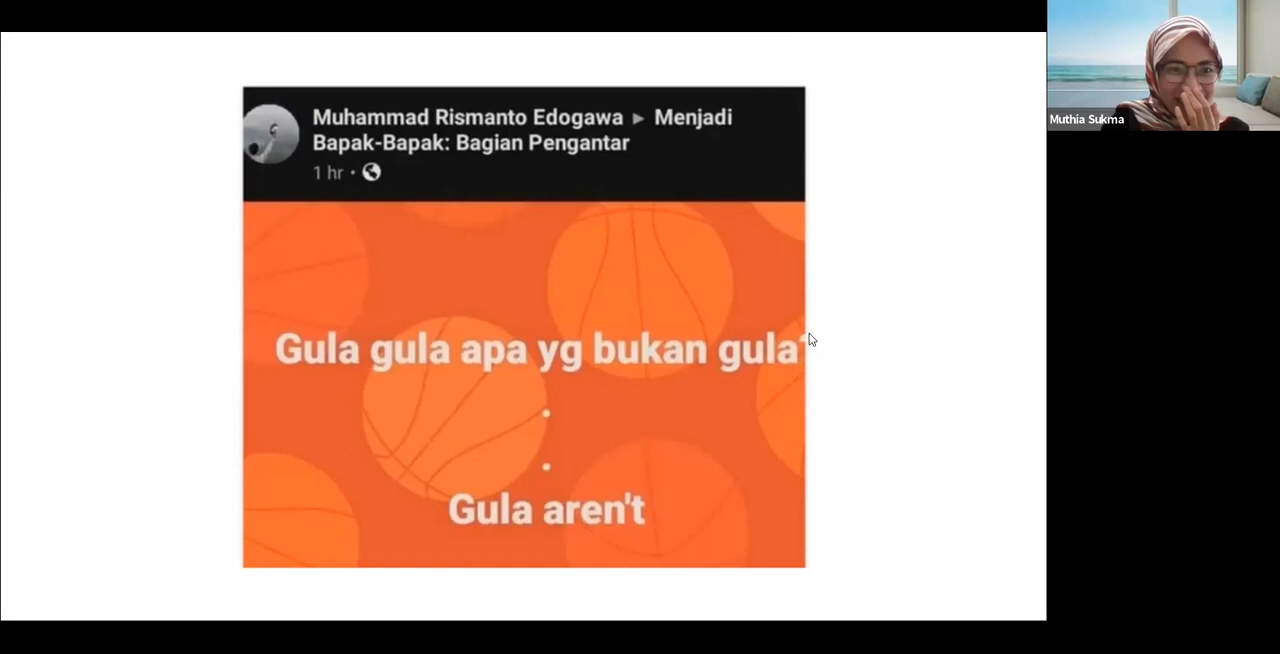 Muhammad Rismanto Edogawa ▸ Menjadi
Bapak-Bapak: Bagian Pengantar
1 hr ·
Gula gula apa yg bukan gula?
.
.
Gula aren't
Muthia Sukma